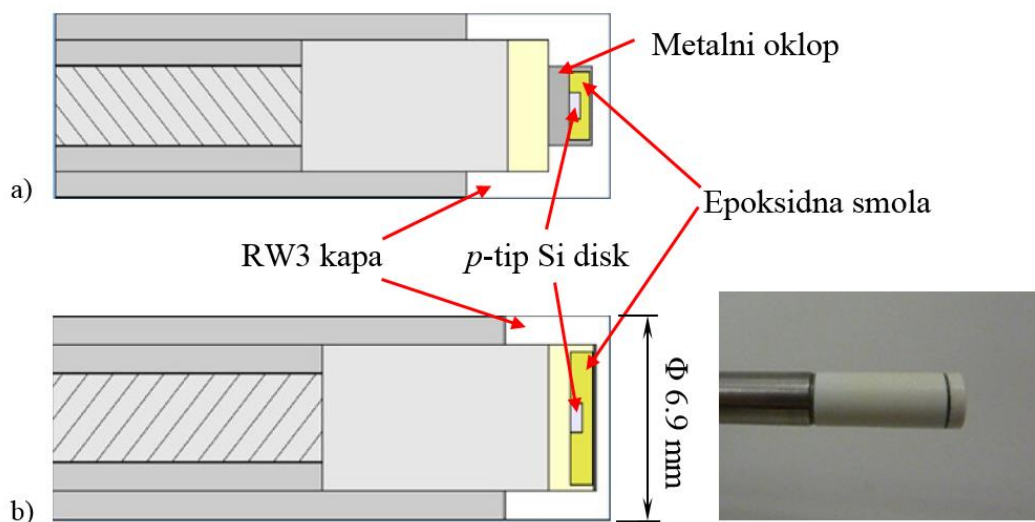 Metalni oklop
a)
Epoksidna smola
RW3 kapa
p-tip Si disk
Φ 6.9 mm
b)